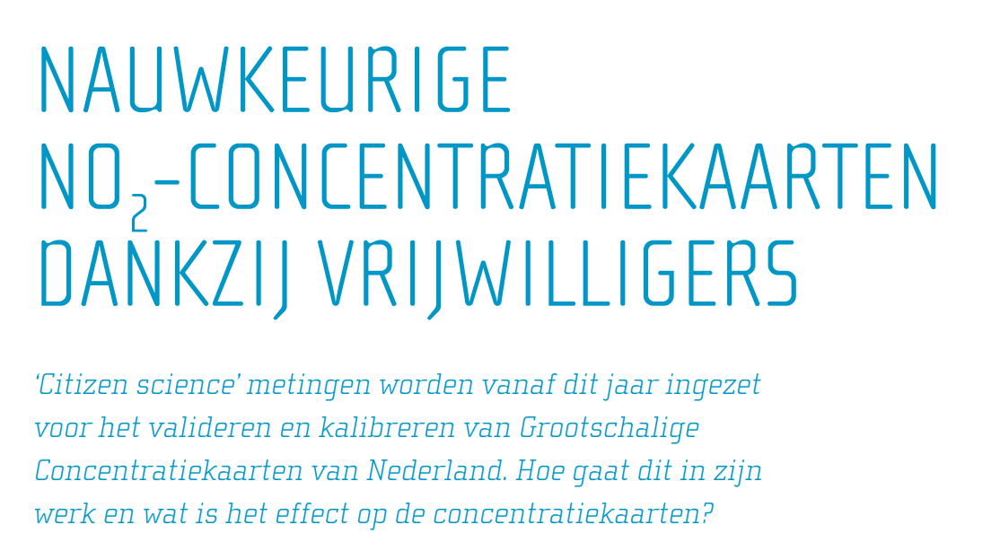 NAUWKEURIGE
NO₂-CONCENTRATIEKAARTEN
DANKZIJ VRIJWILLIGERS
‘Citizen science’ metingen worden vanaf dit jaar ingezet
voor het valideren en kalibreren van Grootschalige
Concentratiekaarten van Nederland. Hoe gaat dit in zijn
werk en wat is het effect op de concentratiekaarten?